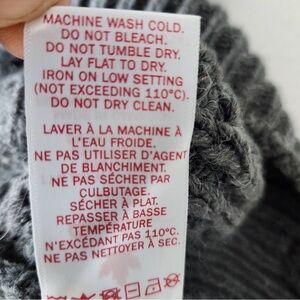 MACHINE WASH COLD.
DO NOT BLEACH.
DO NOT TUMBLE DRY.
LAY FLAT TO DRY.
IRON ON LOW SETTING
(NOT EXCEEDING 110°C).
DO NOT DRY CLEAN.
LAVER À LA MACHINE À
L'EAU FROIDE.
NE PAS UTILISER D'AGENT
DE BLANCHIMENT.
NE PAS SÉCHER PAR
CULBUTAGE.
SÉCHER À PLAT.
REPASSER À BASSE
TEMPÉRATURE
N'EXCÉDANT PAS 110°C.
NE PAS NETTOYER À SEC.